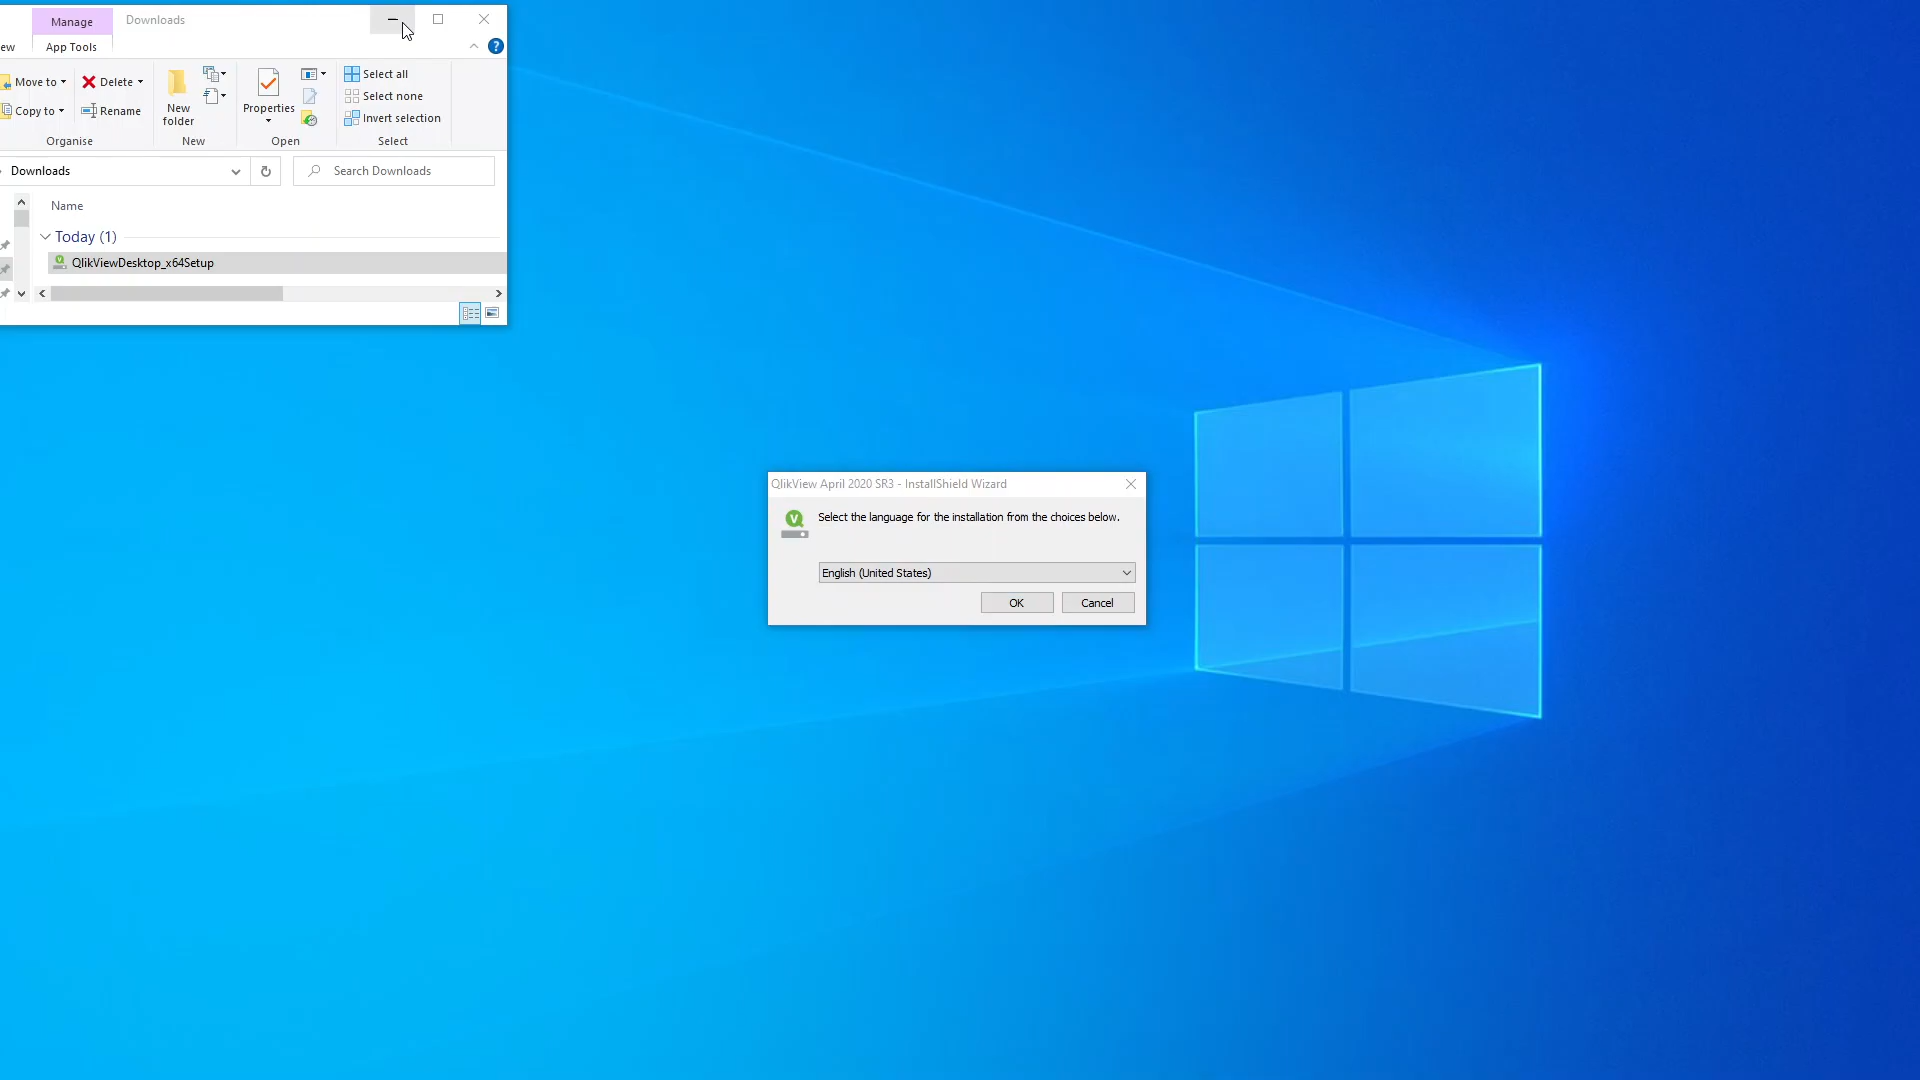 Manage
Downloads
ew
App Tools
Move to
Delete
Copy to
Rename
New
folder
Properties
Select all
Select none
Invert selection
Organise
New
Open
Select
Downloads
Search Downloads
Name
Today (1)
QlikViewDesktop_x64Setup
QlikView April 2020 SR3 - InstallShield Wizard
Select the language for the installation from the choices below.
English (United States)
OK
Cancel